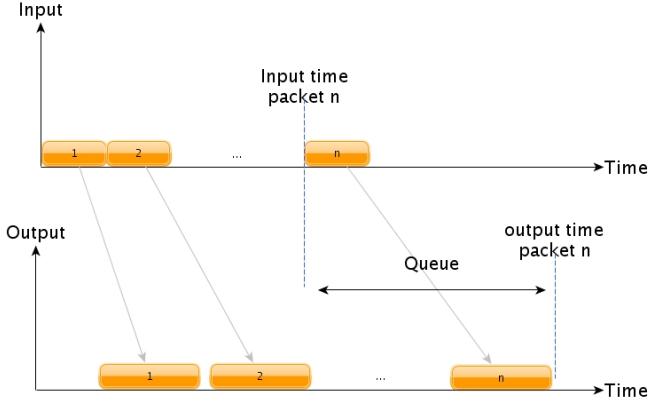 Input
Input time
packet n
1
2
...
n
Time
Output
output time
packet n
Queue
1
2
...
n
Time